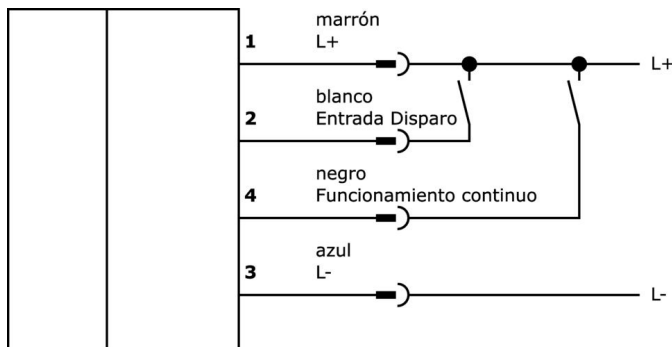 marrón
1 L+
L+
blanco
2 Entrada Disparo
negro
4 Funcionamiento continuo
azul
3 L-
L-